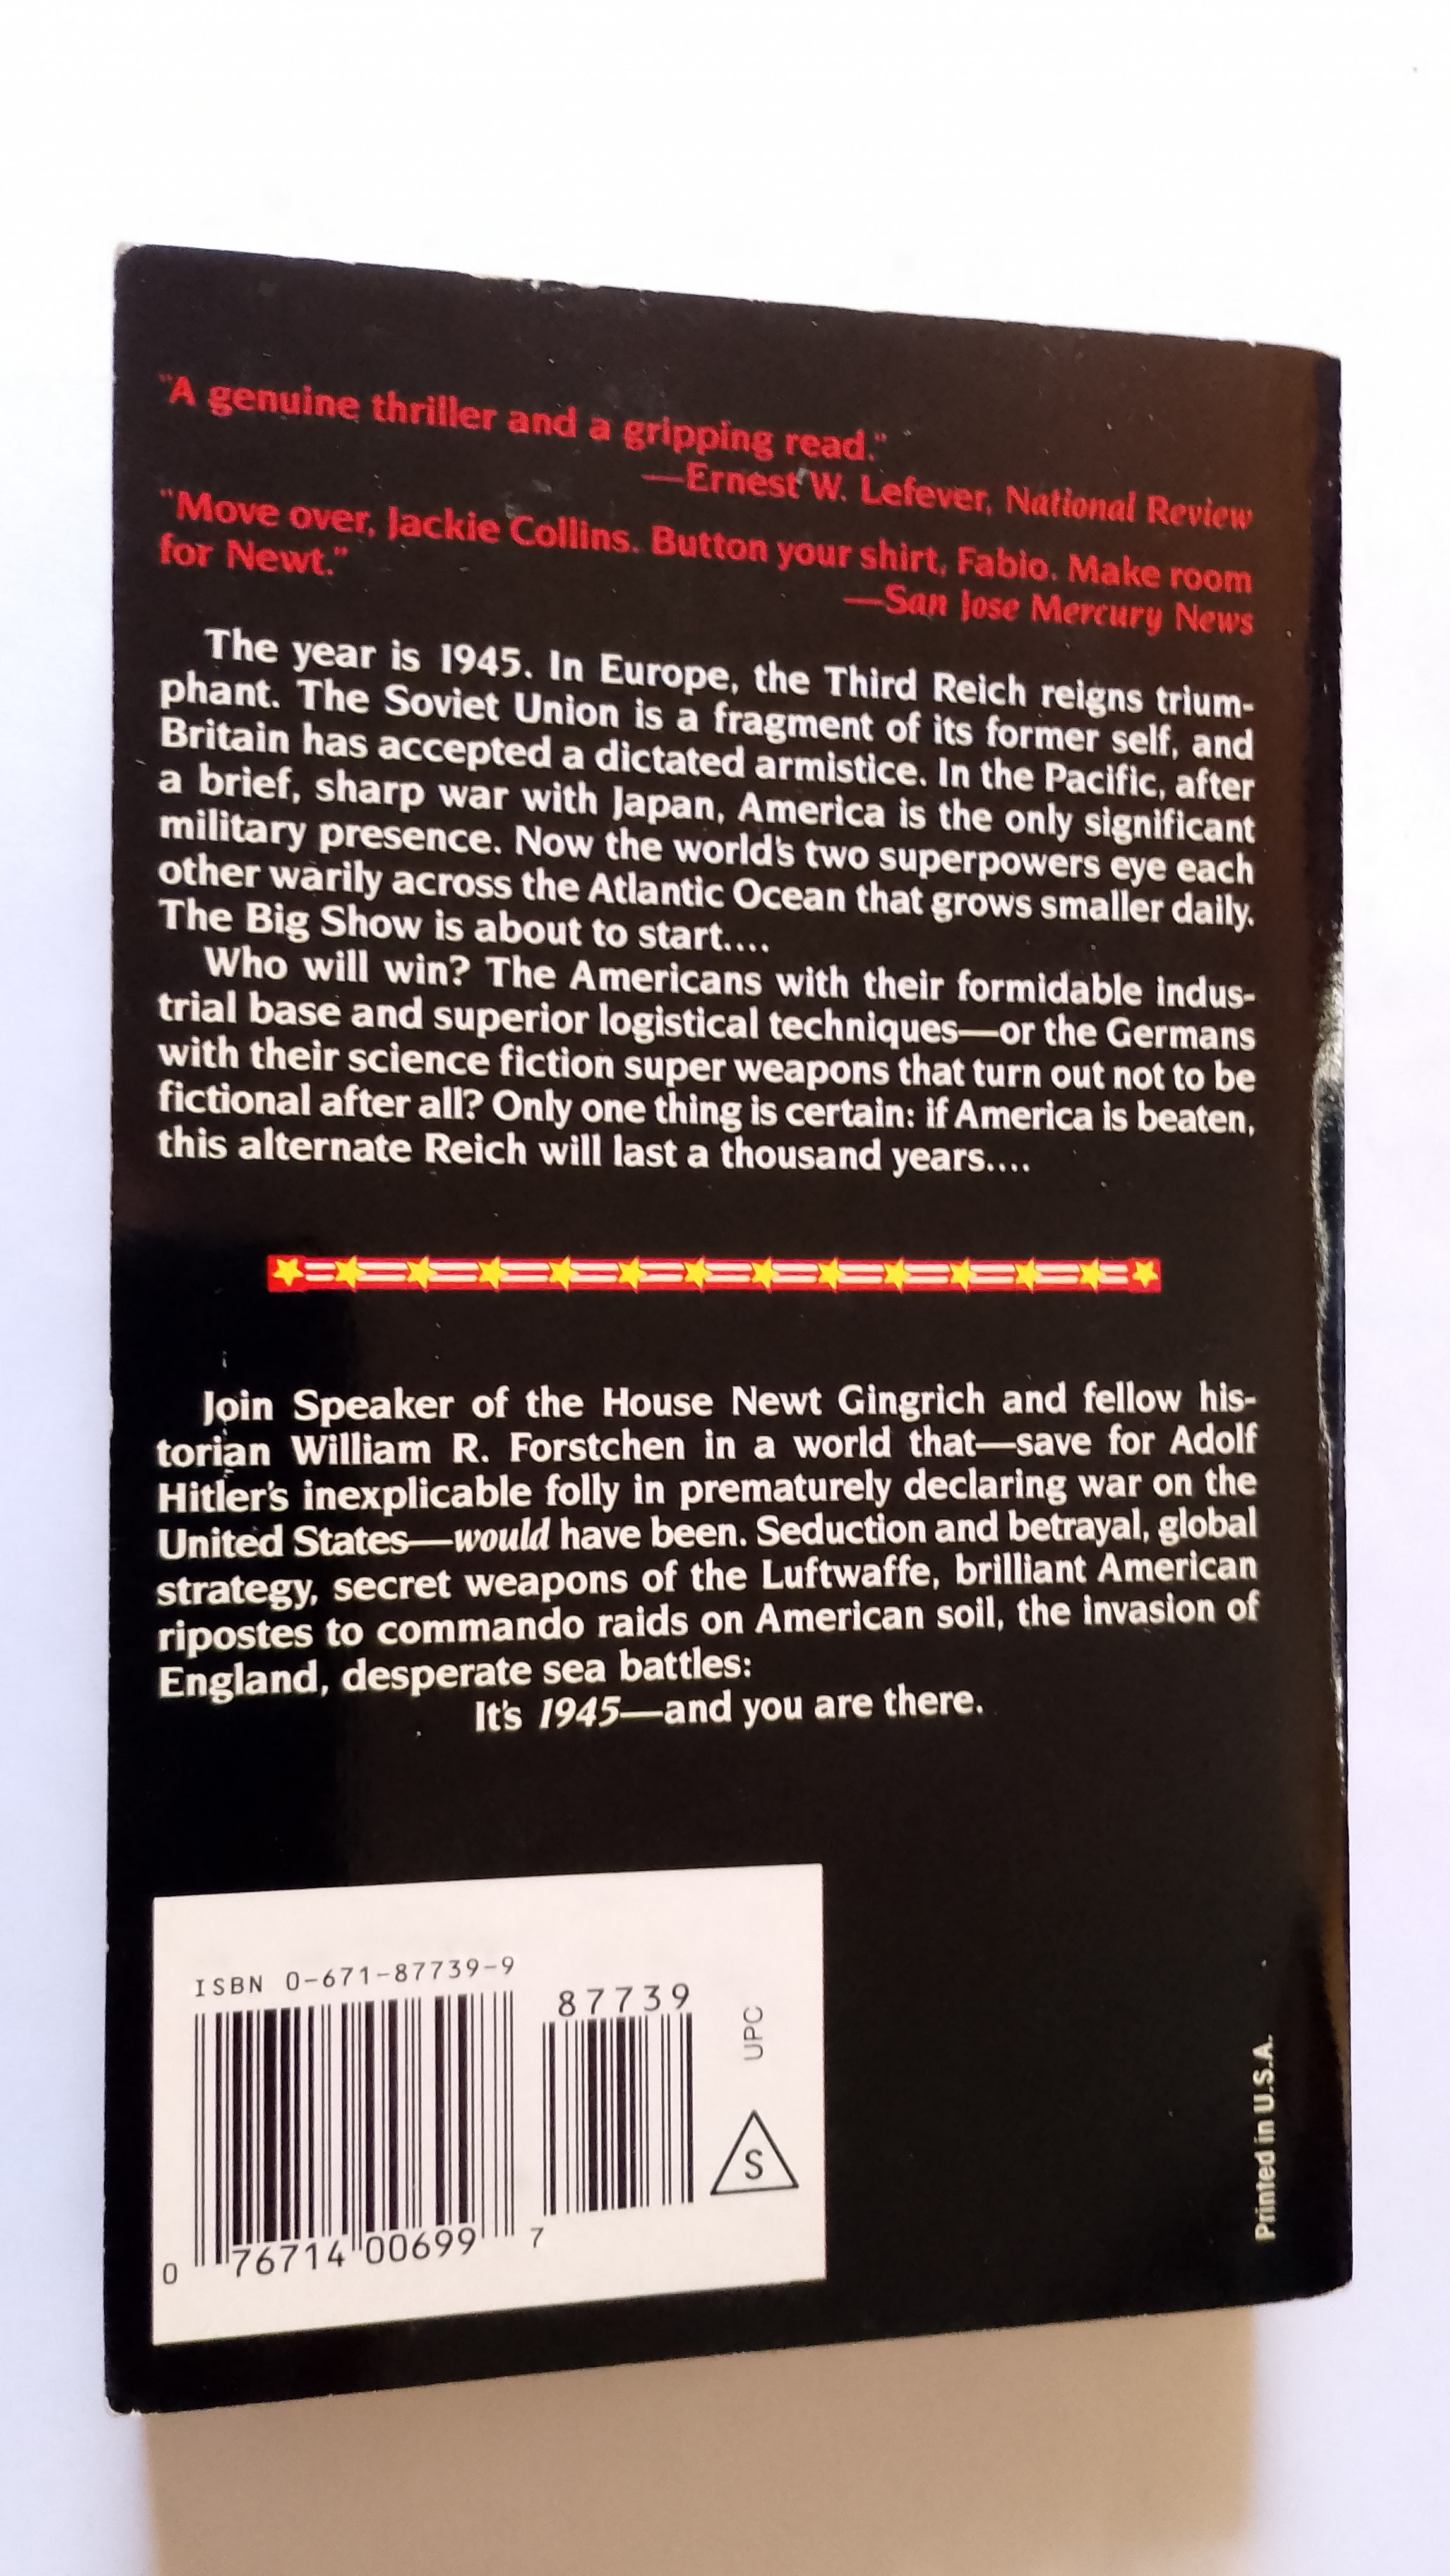 "A genuine thriller and a gripping read."
—Ernest W. Lefever, National Review
"Move over, Jackie Collins. Button your shirt, Fabio. Make room
for Newt."
—San Jose Mercury News
The year is 1945. In Europe, the Third Reich reigns trium-
phant. The Soviet Union is a fragment of its former self, and
Britain has accepted a dictated armistice. In the Pacific, after
a brief, sharp war with Japan, America is the only significant
military presence. Now the world's two superpowers eye each
other warily across the Atlantic Ocean that grows smaller daily.
The Big Show is about to start....
Who will win? The Americans with their formidable indus-
trial base and superior logistical techniques—or the Germans
with their science fiction super weapons that turn out not to be
fictional after all? Only one thing is certain: if America is beaten,
this alternate Reich will last a thousand years....
Join Speaker of the House Newt Gingrich and fellow his-
torian William R. Forstchen in a world that—save for Adolf
Hitler's inexplicable folly in prematurely declaring war on the
United States—would have been. Seduction and betrayal, global
strategy, secret weapons of the Luftwaffe, brilliant American
ripostes to commando raids on American soil, the invasion of
England, desperate sea battles:
It's 1945—and you are there.
ISBN 0-671-87739-9
87739
UPC
S
0 76714 00699 7
Printed in U.S.A.